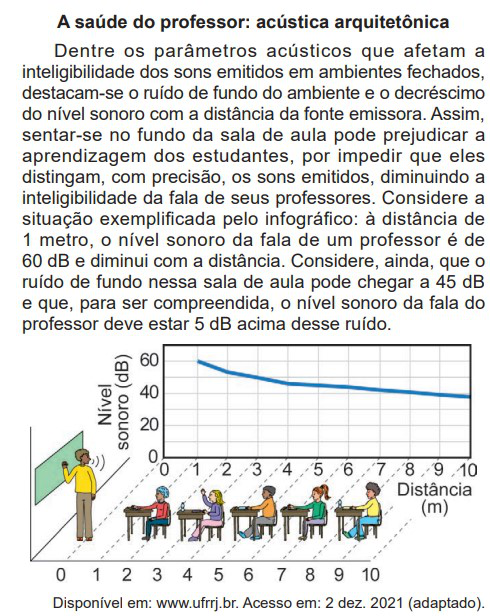 A saúde do professor: acústica arquitetônica
Dentre os parâmetros acústicos que afetam a
inteligibilidade dos sons emitidos em ambientes fechados,
destacam-se o ruído de fundo do ambiente e o decréscimo
do nível sonoro com a distância da fonte emissora. Assim,
sentar-se no fundo da sala de aula pode prejudicar a
aprendizagem dos estudantes, por impedir que eles
distingam, com precisão, os sons emitidos, diminuindo a
inteligibilidade da fala de seus professores. Considere a
situação exemplificada pelo infográfico: à distância de
1 metro, o nível sonoro da fala de um professor é de
60 dB e diminui com a distância. Considere, ainda, que o
ruído de fundo nessa sala de aula pode chegar a 45 dB
e que, para ser compreendida, o nível sonoro da fala do
professor deve estar 5 dB acima desse ruído.
Nível
sonoro (dB)
60
40
20
0
0 1 2 3 4 5 6 7 8 9 10
Distância
(m)
0 1 2 3 4 5 6 7 8 9 10
Disponível em: www.ufrrj.br. Acesso em: 2 dez. 2021 (adaptado).